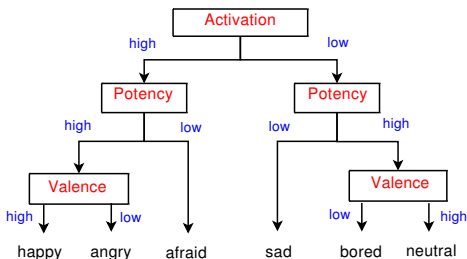 Activation
high
low
Potency
Potency
high
low
low
high
Valence
Valence
high
low
low
high
happy
angry
afraid
sad
bored
neutral